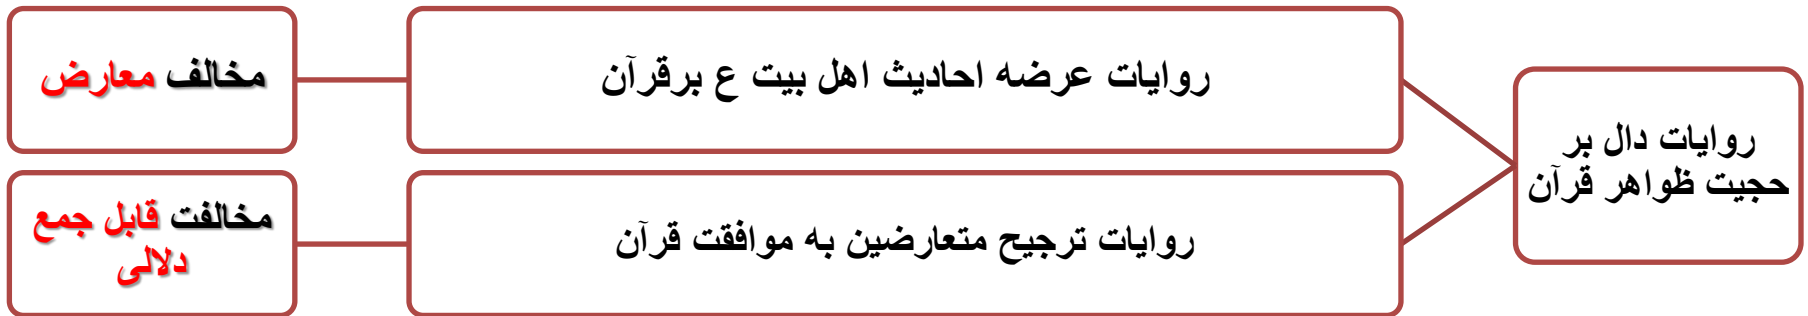 روایات دال بر
حجیت ظواهر قرآن
روایات عرضه احادیث اهل بیت ع برقرآن
مخالف معارض
روایات ترجیح متعارضین به موافقت قرآن
مخالفت قابل جمع
دلالی